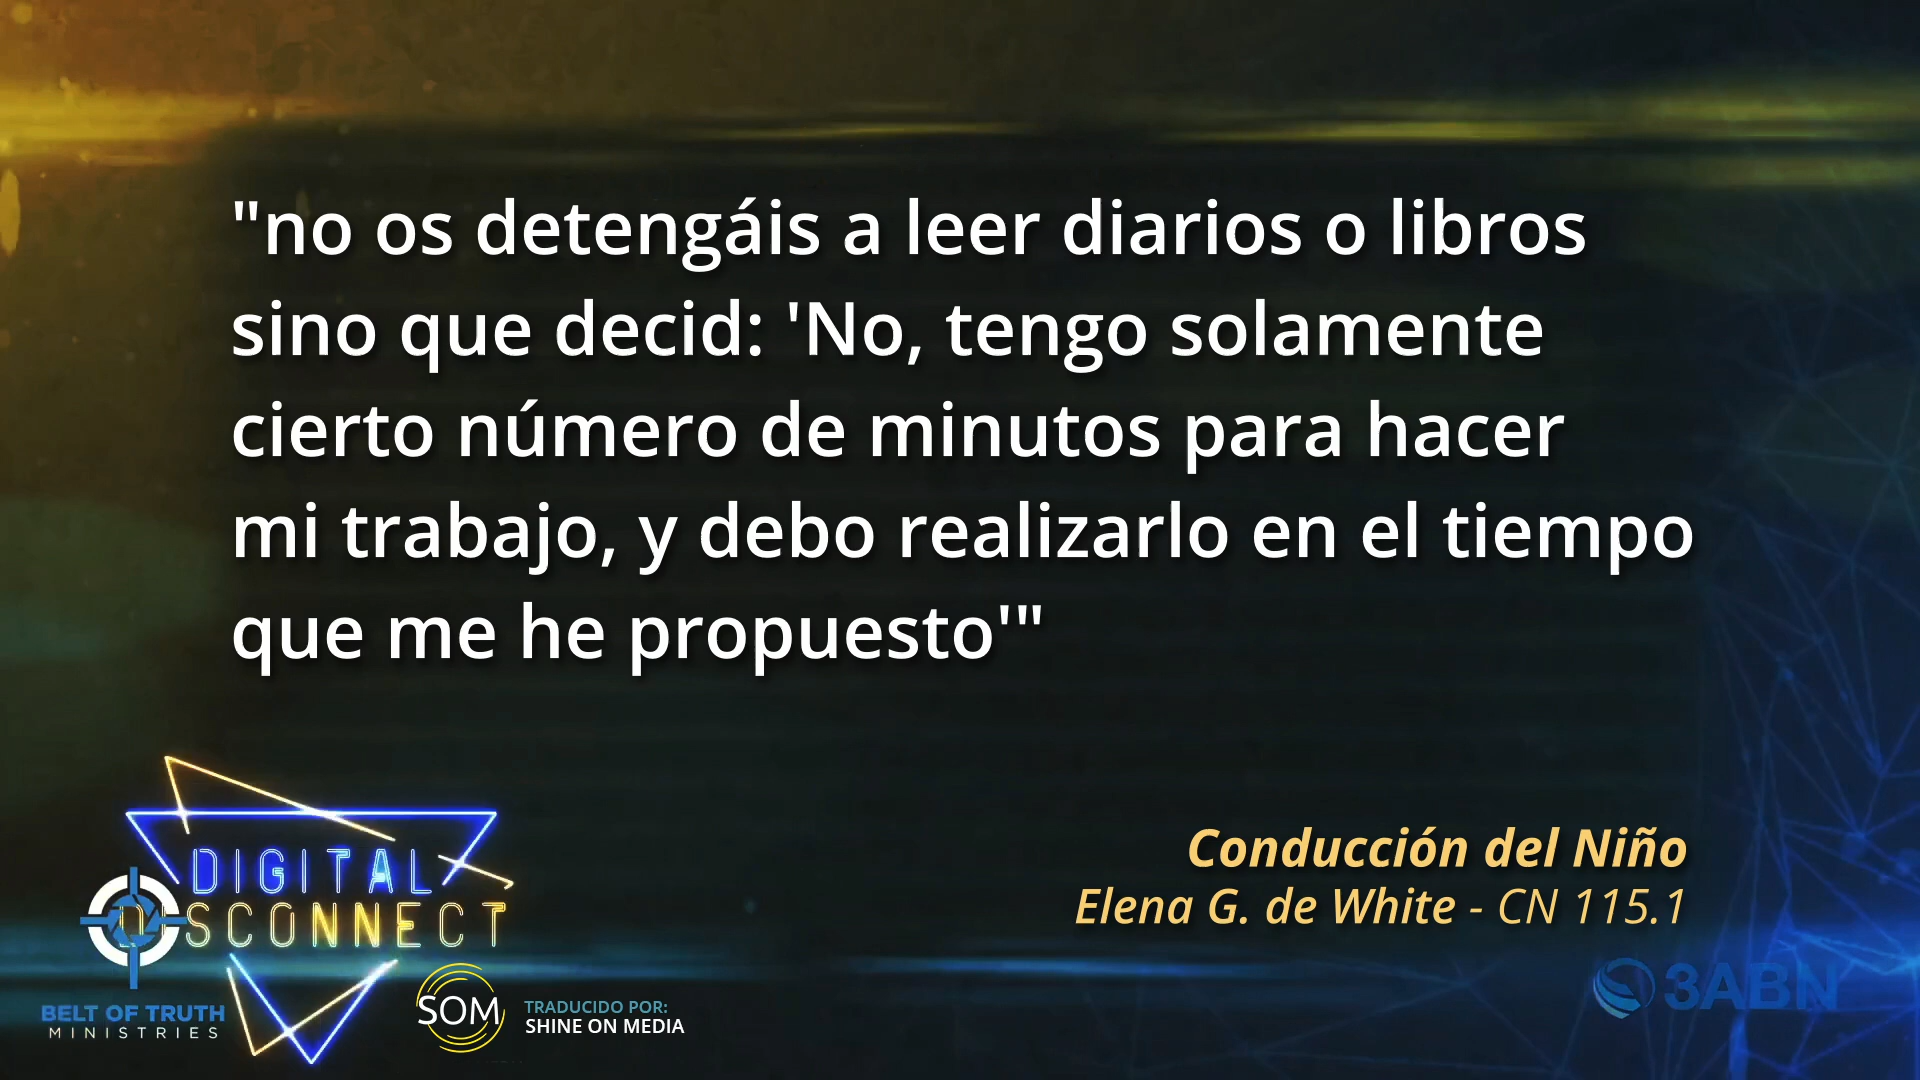 "no os detengáis a leer diarios o libros
sino que decid: 'No, tengo solamente
cierto número de minutos para hacer
mi trabajo, y debo realizarlo en el tiempo
que me he propuesto'"
Conducción del Niño
Elena G. de White - CN 115.1
DIGITAL
DISCONNECT
BELT OF TRUTH
MINISTRIES
SOM
TRADUCIDO POR:
SHINE ON MEDIA
3ABN